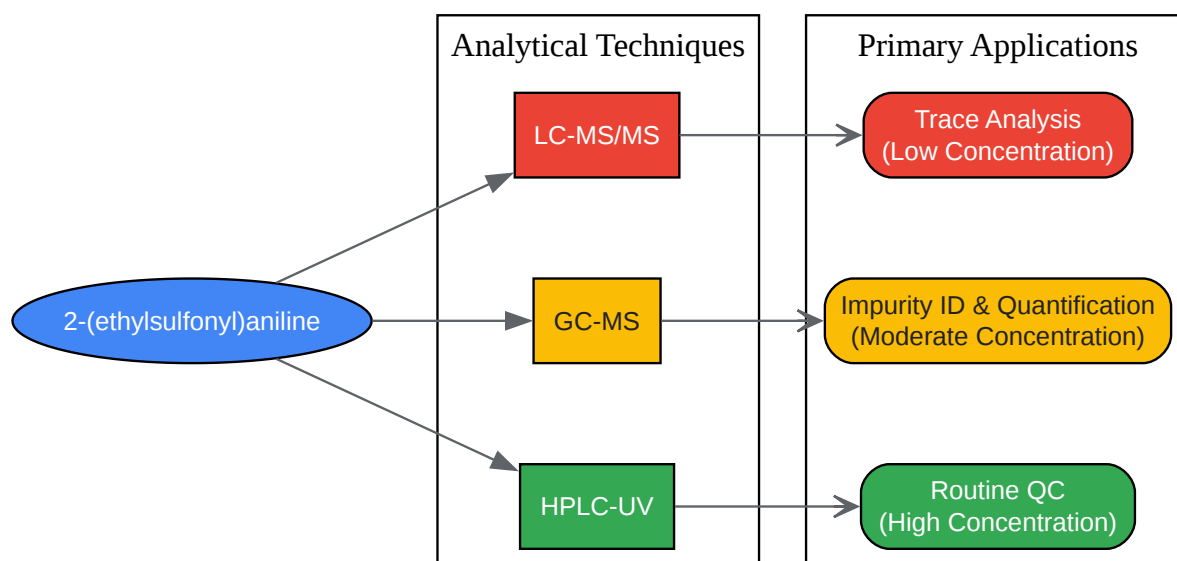 Analytical Techniques
Primary Applications
LC-MS/MS
Trace Analysis
(Low Concentration)
2-(ethylsulfonyl)aniline
GC-MS
Impurity ID & Quantification
(Moderate Concentration)
HPLC-UV
Routine QC
(High Concentration)